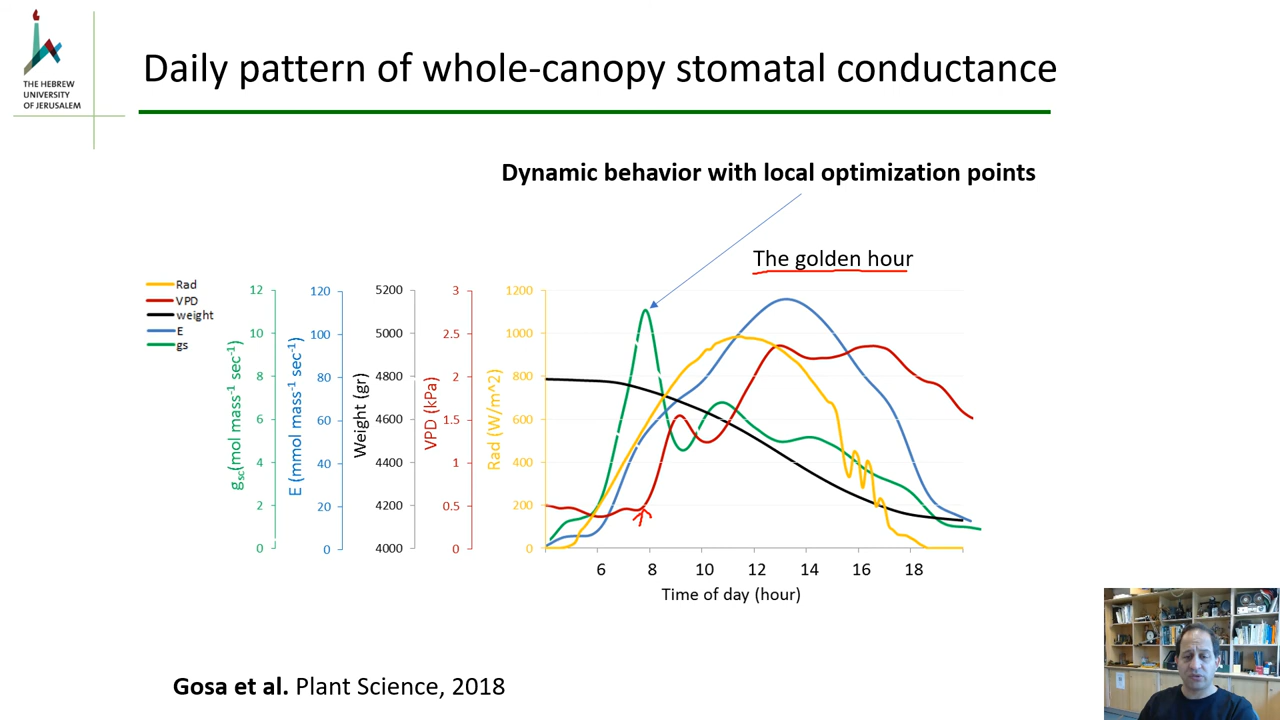 THE HEBREW
UNIVERSITY
OF JERUSALEM
Daily pattern of whole-canopy stomatal conductance
Dynamic behavior with local optimization points
The golden hour
Rad
VPD
weight
E
gs
12
10
8
6
4
2
0
gsc(mol mass-1 sec-1)
120
100
80
60
40
20
0
E (mmol mass-1 sec-1)
5200
5000
4800
4600
4400
4200
4000
Weight (gr)
3
2.5
2
1.5
1
0.5
0
VPD (kPa)
1200
1000
800
600
400
200
0
Rad (W/m^2)
6 8 10 12 14 16 18
Time of day (hour)
Gosa et al. Plant Science, 2018